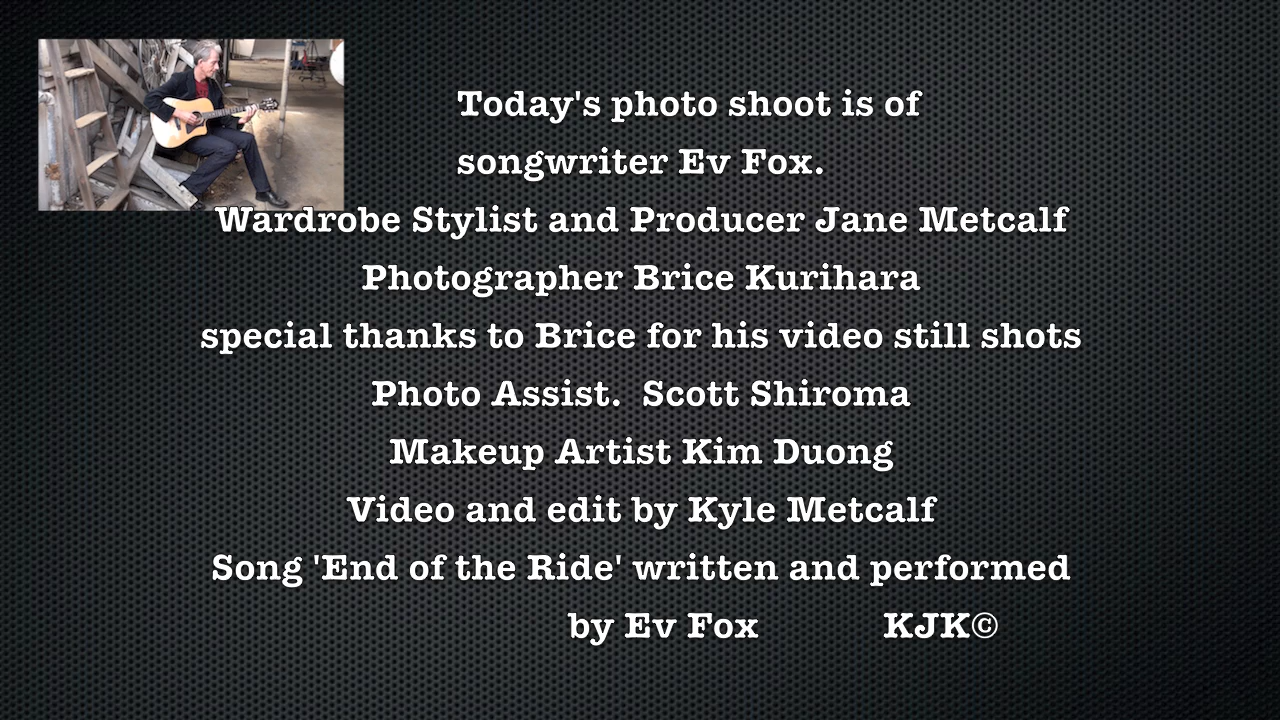 Today's photo shoot is of
songwriter Ev Fox.
Wardrobe Stylist and Producer Jane Metcalf
Photographer Brice Kurihara
special thanks to Brice for his video still shots
Photo Assist.  Scott Shiroma
Makeup Artist Kim Duong
Video and edit by Kyle Metcalf
Song 'End of the Ride' written and performed
by Ev Fox KJK©